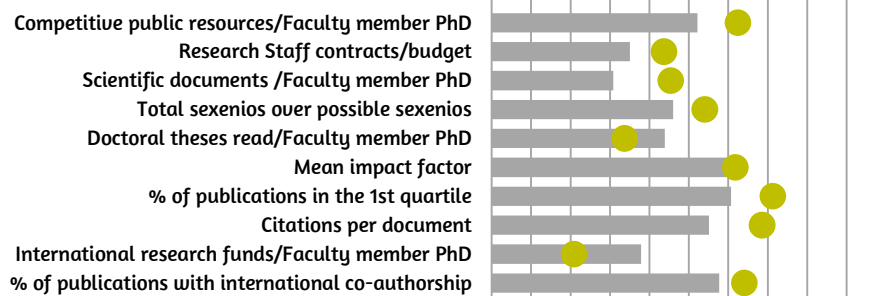 Competitive public resources/Faculty member PhD
Research Staff contracts/budget
Scientific documents /Faculty member PhD
Total sexenios over possible sexenios
Doctoral theses read/Faculty member PhD
Mean impact factor
% of publications in the 1st quartile
Citations per document
International research funds/Faculty member PhD
% of publications with international co-authorship